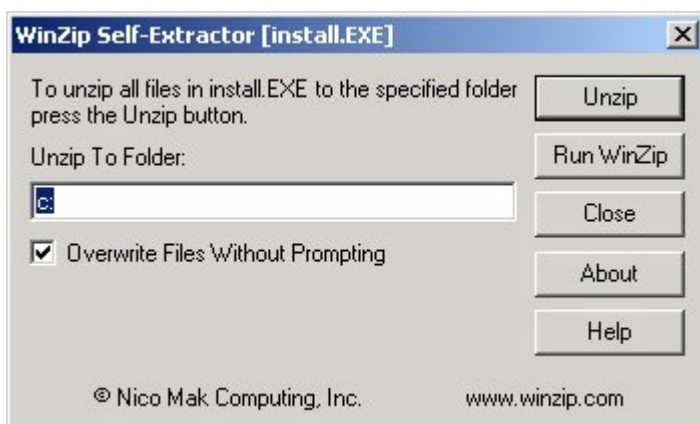 WinZip Self-Extractor [install.EXE]
To unzip all files in install.EXE to the specified folder
press the Unzip button.
Unzip To Folder:
c:
Overwrite Files Without Prompting
Unzip
Run WinZip
Close
About
Help
© Nico Mak Computing, Inc. www.winzip.com